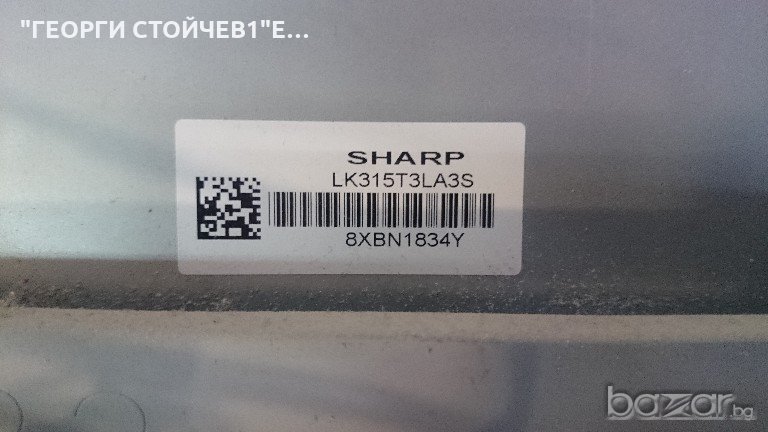 "ГЕОРГИ СТОЙЧЕВ1"Е...
SHARP
LK315T3LA3S
8XBN1834Y
bazar.bg